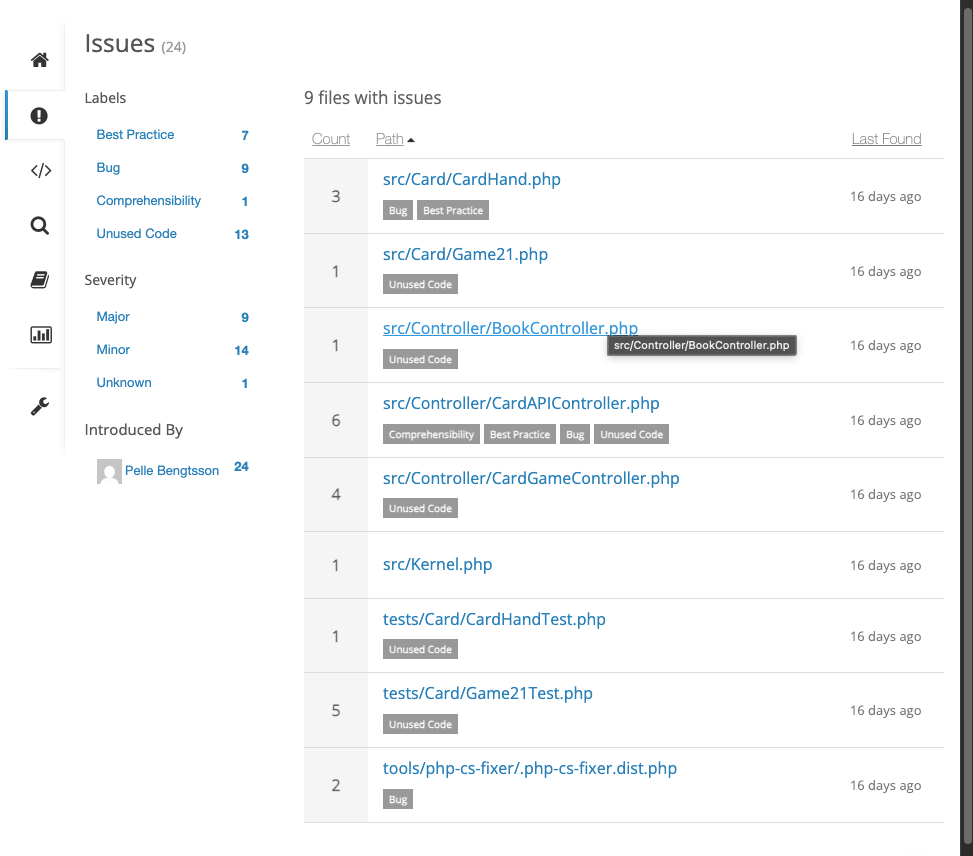 Issues (24)
Labels
Best Practice 7
Bug 9
Comprehensibility 1
Unused Code 13
Severity
Major 9
Minor 14
Unknown 1
Introduced By
Pelle Bengtsson 24
9 files with issues
Count Path Last Found
src/Card/CardHand.php
3 16 days ago
Bug Best Practice
src/Card/Game21.php
1 16 days ago
Unused Code
src/Controller/BookController.php
1 src/Controller/BookController.php 16 days ago
Unused Code
src/Controller/CardAPIController.php
6 16 days ago
Comprehensibility Best Practice Bug Unused Code
src/Controller/CardGameController.php
4 16 days ago
Unused Code
1 src/Kernel.php 16 days ago
tests/Card/CardHandTest.php
1 16 days ago
Unused Code
tests/Card/Game21Test.php
5 16 days ago
Unused Code
tools/php-cs-fixer/.php-cs-fixer.dist.php
2 16 days ago
Bug